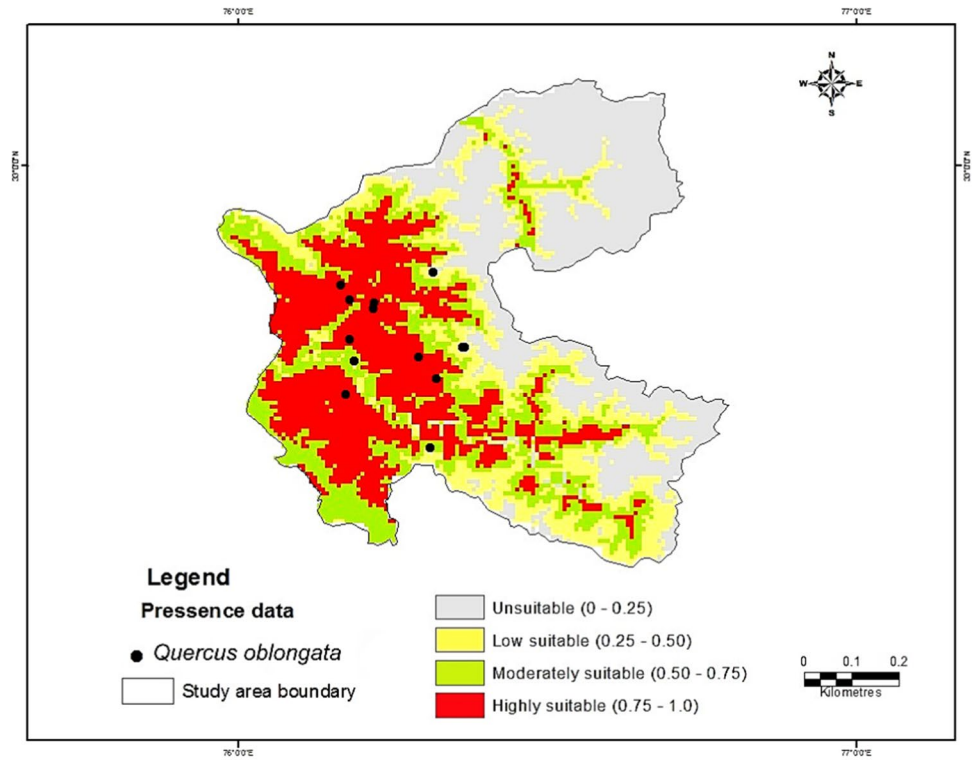 76°0'0"E
77°0'0"E
N
W
E
S
33°0'0"N
33°0'0"N
Legend
Pressence data
Quercus oblongata
Study area boundary
Unsuitable (0 - 0.25)
Low suitable (0.25 - 0.50)
Moderately suitable (0.50 - 0.75)
Highly suitable (0.75 - 1.0)
0 0.1 0.2
Kilometres
76°0'0"E
77°0'0"E